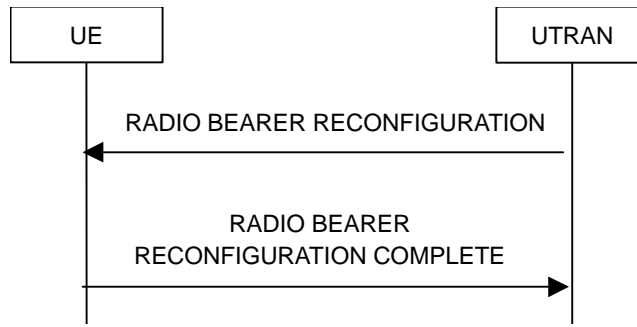 UE
UTRAN
RADIO BEARER RECONFIGURATION
RADIO BEARER
RECONFIGURATION COMPLETE